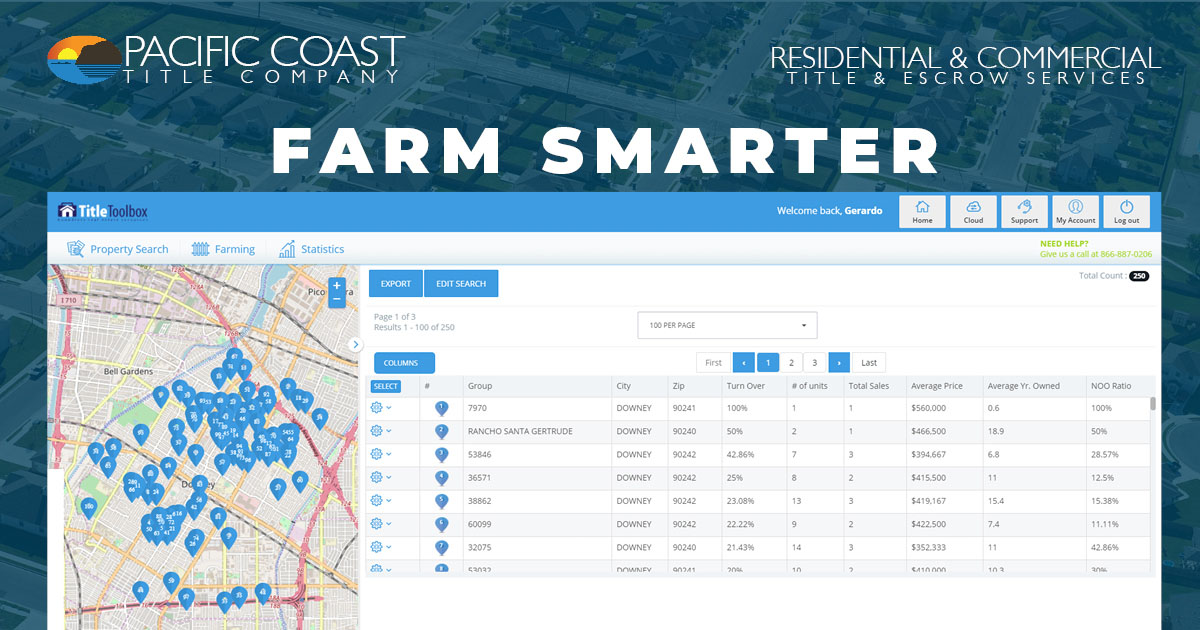 PACIFIC COAST
TITLE COMPANY
RESIDENTIAL & COMMERCIAL
TITLE & ESCROW SERVICES
FARM SMARTER
TitleToolbox
Welcome back, Gerardo
Home
Cloud
Support
My Account
Log out
Property Search
Farming
Statistics
NEED HELP?
Give us a call at 866-887-0206
Total Count : 250
EXPORT
EDIT SEARCH
Page 1 of 3
Results 1 - 100 of 250
100 PER PAGE
COLUMNS
First ‹ 1 2 3 › Last
SELECT # Group City Zip Turn Over # of units Total Sales Average Price Average Yr. Owned NOO Ratio
1 7970 DOWNEY 90241 100% 1 1 $560,000 0.6 100%
2 RANCHO SANTA GERTRUDE DOWNEY 90240 50% 2 1 $466,500 18.9 50%
3 53846 DOWNEY 90242 42.86% 7 3 $394,667 6.8 28.57%
4 36571 DOWNEY 90242 25% 8 2 $415,500 11 12.5%
5 38862 DOWNEY 90242 23.08% 13 3 $419,167 15.4 15.38%
6 60099 DOWNEY 90242 22.22% 9 2 $422,500 7.4 11.11%
7 32075 DOWNEY 90240 21.43% 14 3 $352,333 11 42.86%
8 53032 DOWNEY 90241 20% 10 2 $410,000 10.3 30%
I 710
Bell Gardens
+
−